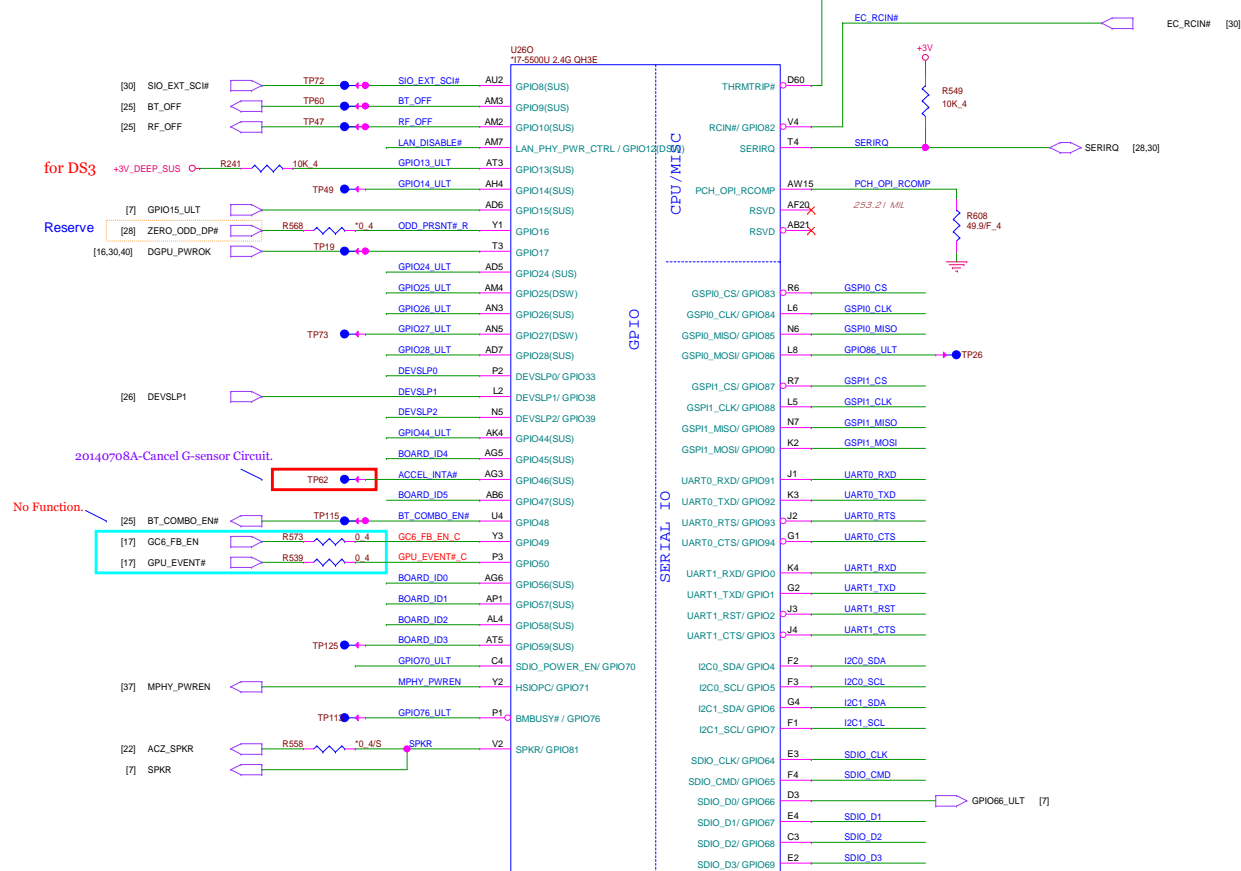 EC_RCIN#
EC_RCIN# [30]
U26O
*I7-5500U 2.4G QH3E
+3V
R549
10K_4
[30] SIO_EXT_SCI# TP72 SIO_EXT_SCI# AU2 GPIO8(SUS)
THRMTRIP# D60
[25] BT_OFF TP60 BT_OFF AM3 GPIO9(SUS)
[25] RF_OFF TP47 RF_OFF AM2 GPIO10(SUS)
RCIN#/ GPIO82 V4
LAN_DISABLE# AM7 LAN_PHY_PWR_CTRL / GPIO12(DSW)
SERIRQ T4 SERIRQ SERIRQ [28,30]
for DS3 +3V_DEEP_SUS R241 10K_4 GPIO13_ULT AT3 GPIO13(SUS)
CPU/MISC
TP49 GPIO14_ULT AH4 GPIO14(SUS)
PCH_OPI_RCOMP AW15 PCH_OPI_RCOMP
253.21 MIL
R608
49.9/F_4
[7] GPIO15_ULT AD6 GPIO15(SUS)
RSVD AF20
Reserve [28] ZERO_ODD_DP# R568 *0_4 ODD_PRSNT#_R Y1 GPIO16
RSVD AB21
[16,30,40] DGPU_PWROK TP19 T3 GPIO17
GPIO24_ULT AD5 GPIO24 (SUS)
GPIO25_ULT AM4 GPIO25(DSW)
GSPI0_CS/ GPIO83 R6 GSPI0_CS
GPIO26_ULT AN3 GPIO26(SUS)
GSPI0_CLK/ GPIO84 L6 GSPI0_CLK
GPIO
TP73 GPIO27_ULT AN5 GPIO27(DSW)
GSPI0_MISO/ GPIO85 N6 GSPI0_MISO
GPIO28_ULT AD7 GPIO28(SUS)
GSPI0_MOSI/ GPIO86 L8 GPIO86_ULT TP26
DEVSLP0 P2 DEVSLP0/ GPIO33
GSPI1_CS/ GPIO87 R7 GSPI1_CS
[26] DEVSLP1 DEVSLP1 L2 DEVSLP1/ GPIO38
GSPI1_CLK/ GPIO88 L5 GSPI1_CLK
DEVSLP2 N5 DEVSLP2/ GPIO39
GSPI1_MISO/ GPIO89 N7 GSPI1_MISO
GPIO44_ULT AK4 GPIO44(SUS)
GSPI1_MOSI/ GPIO90 K2 GSPI1_MOSI
20140708A-Cancel G-sensor Circuit.
BOARD_ID4 AG5 GPIO45(SUS)
TP62 ACCEL_INTA# AG3 GPIO46(SUS)
UART0_RXD/ GPIO91 J1 UART0_RXD
BOARD_ID5 AB6 GPIO47(SUS)
UART0_TXD/ GPIO92 K3 UART0_TXD
No Function.
[25] BT_COMBO_EN# TP115 BT_COMBO_EN# U4 GPIO48
UART0_RTS/ GPIO93 J2 UART0_RTS
[17] GC6_FB_EN R573 0_4 GC6_FB_EN_C Y3 GPIO49
UART0_CTS/ GPIO94 G1 UART0_CTS
SERIAL IO
[17] GPU_EVENT# R539 0_4 GPU_EVENT#_C P3 GPIO50
UART1_RXD/ GPIO0 K4 UART1_RXD
BOARD_ID0 AG6 GPIO56(SUS)
UART1_TXD/ GPIO1 G2 UART1_TXD
BOARD_ID1 AP1 GPIO57(SUS)
UART1_RST/ GPIO2 J3 UART1_RST
BOARD_ID2 AL4 GPIO58(SUS)
UART1_CTS/ GPIO3 J4 UART1_CTS
TP125 BOARD_ID3 AT5 GPIO59(SUS)
GPIO70_ULT C4 SDIO_POWER_EN/ GPIO70
I2C0_SDA/ GPIO4 F2 I2C0_SDA
[37] MPHY_PWREN MPHY_PWREN Y2 HSIOPC/ GPIO71
I2C0_SCL/ GPIO5 F3 I2C0_SCL
I2C1_SDA/ GPIO6 G4 I2C1_SDA
GPIO76_ULT P1 BMBUSY# / GPIO76
I2C1_SCL/ GPIO7 F1 I2C1_SCL
[22] ACZ_SPKR R558 *0_4/S SPKR V2 SPKR/ GPIO81
SDIO_CLK/ GPIO64 E3 SDIO_CLK
[7] SPKR
SDIO_CMD/ GPIO65 F4 SDIO_CMD
SDIO_D0/ GPIO66 D3 GPIO66_ULT [7]
SDIO_D1/ GPIO67 E4 SDIO_D1
SDIO_D2/ GPIO68 C3 SDIO_D2
SDIO_D3/ GPIO69 E2 SDIO_D3